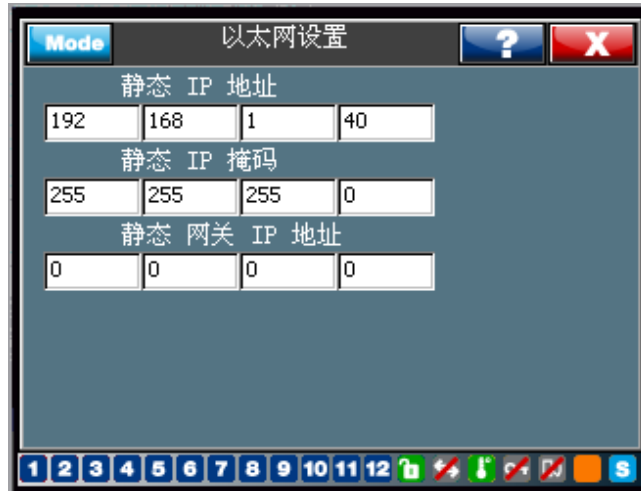 Mode 以太网设置 ? X
静态 IP 地址
192 168 1 40
静态 IP 掩码
255 255 255 0
静态 网关 IP 地址
0 0 0 0
1 2 3 4 5 6 7 8 9 10 11 12 S